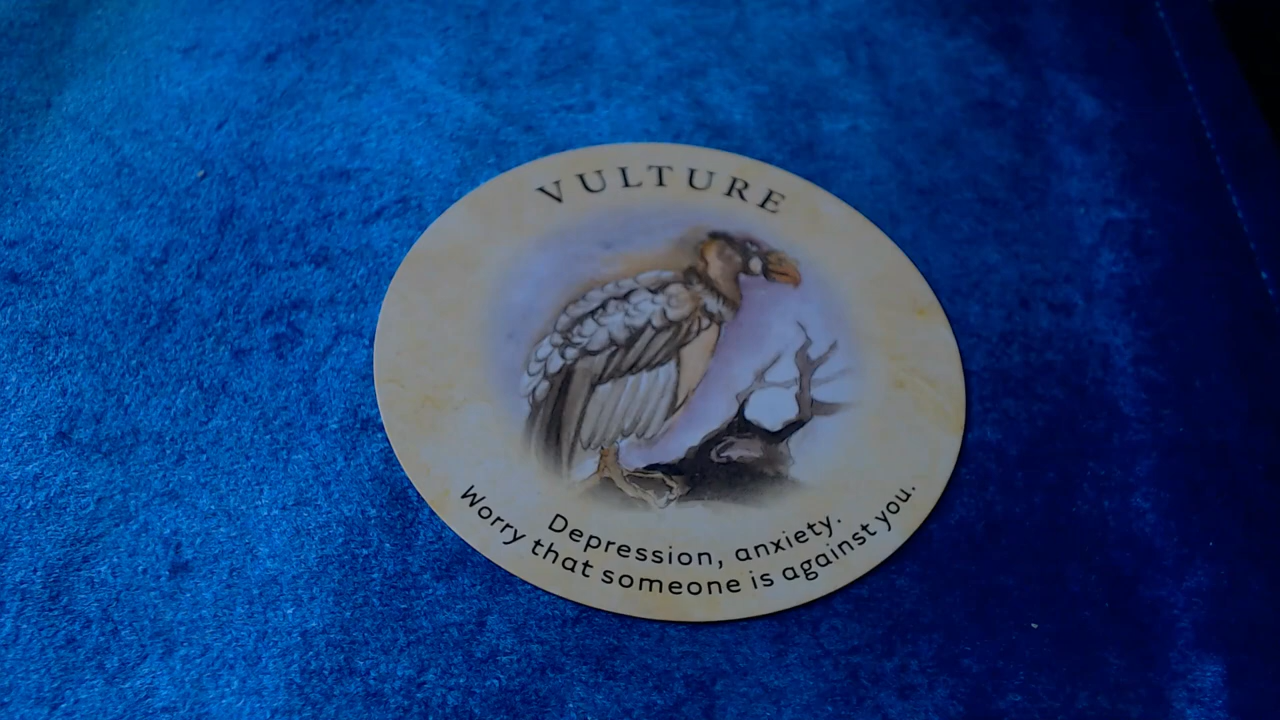 VULTURE
Depression, anxiety.
Worry that someone is against you.